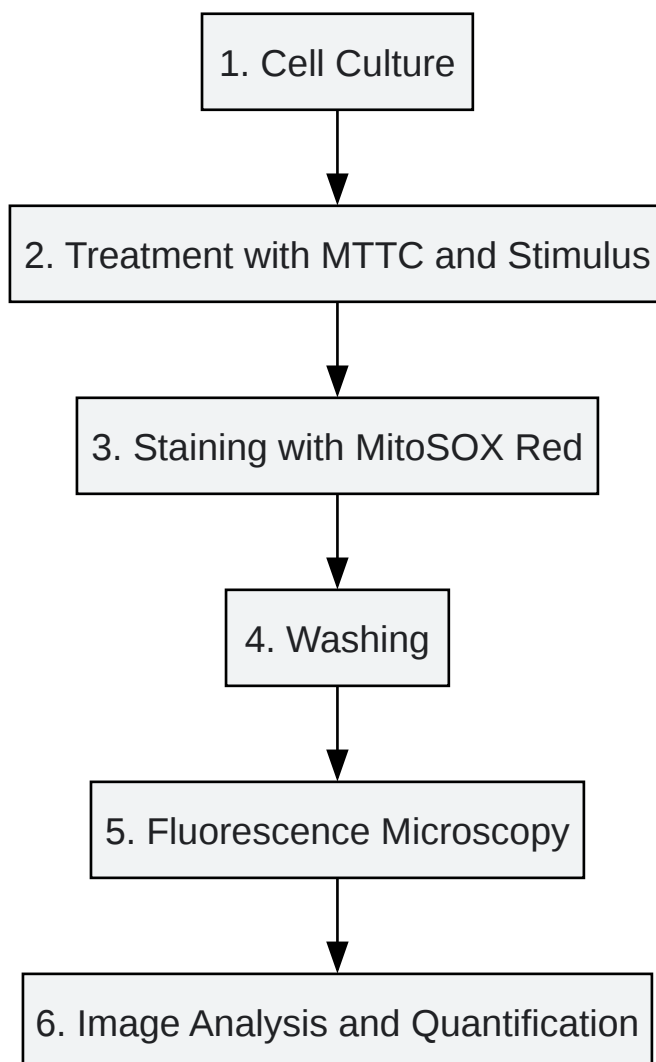 1. Cell Culture
2. Treatment with MTTC and Stimulus
3. Staining with MitoSOX Red
4. Washing
5. Fluorescence Microscopy
6. Image Analysis and Quantification